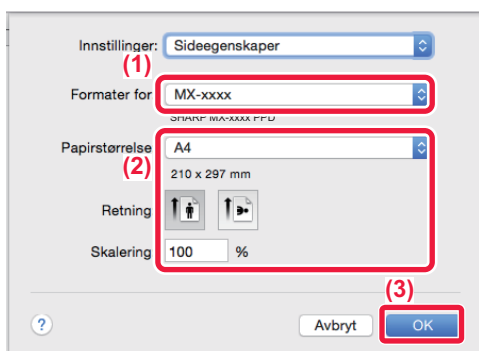 Innstillinger: Sideegenskaper
(1)
Formater for MX-xxxx
SHARP MX-xxxx PPD
Papirstørrelse A4
(2)
210 x 297 mm
Retning
Skalering 100 %
(3)
? Avbryt OK